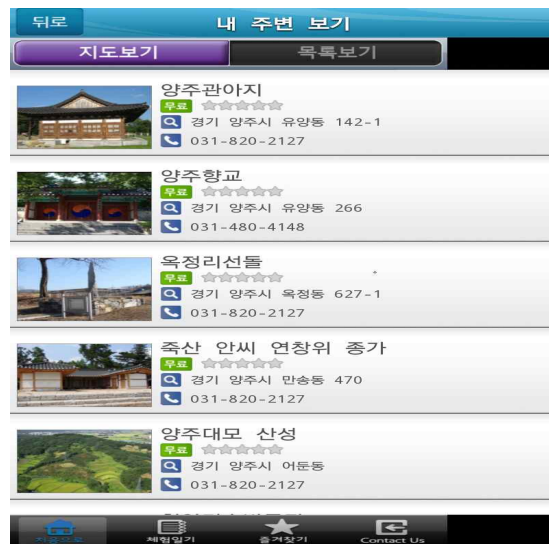 뒤로
내 주변 보기
지도보기
목록보기
양주관아지
무료
경기 양주시 유양동 142-1
031-820-2127
양주향교
무료
경기 양주시 유양동 266
031-480-4148
옥정리선돌
무료
경기 양주시 옥정동 627-1
031-820-2127
죽산 안씨 연창위 종가
무료
경기 양주시 만송동 470
031-820-2127
양주대모 산성
무료
경기 양주시 어둔동
031-820-2127
처음으로
체험일기
즐겨찾기
Contact Us